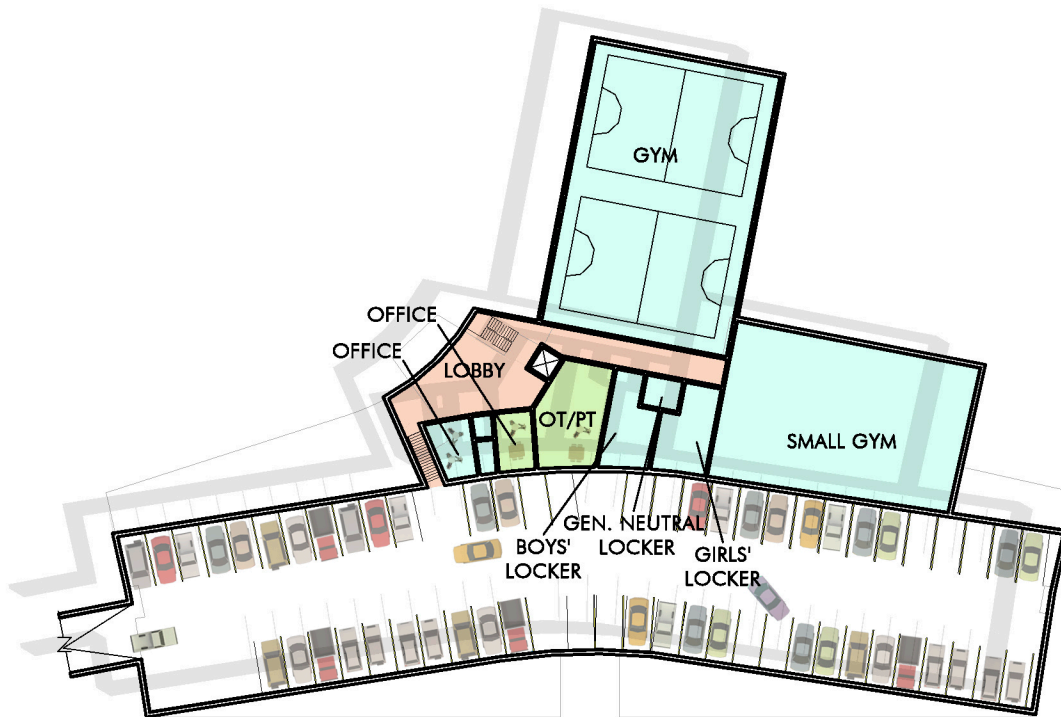 GYM
OFFICE
OFFICE
LOBBY
OT/PT
SMALL GYM
GEN. NEUTRAL
LOCKER
BOYS'
LOCKER
GIRLS'
LOCKER